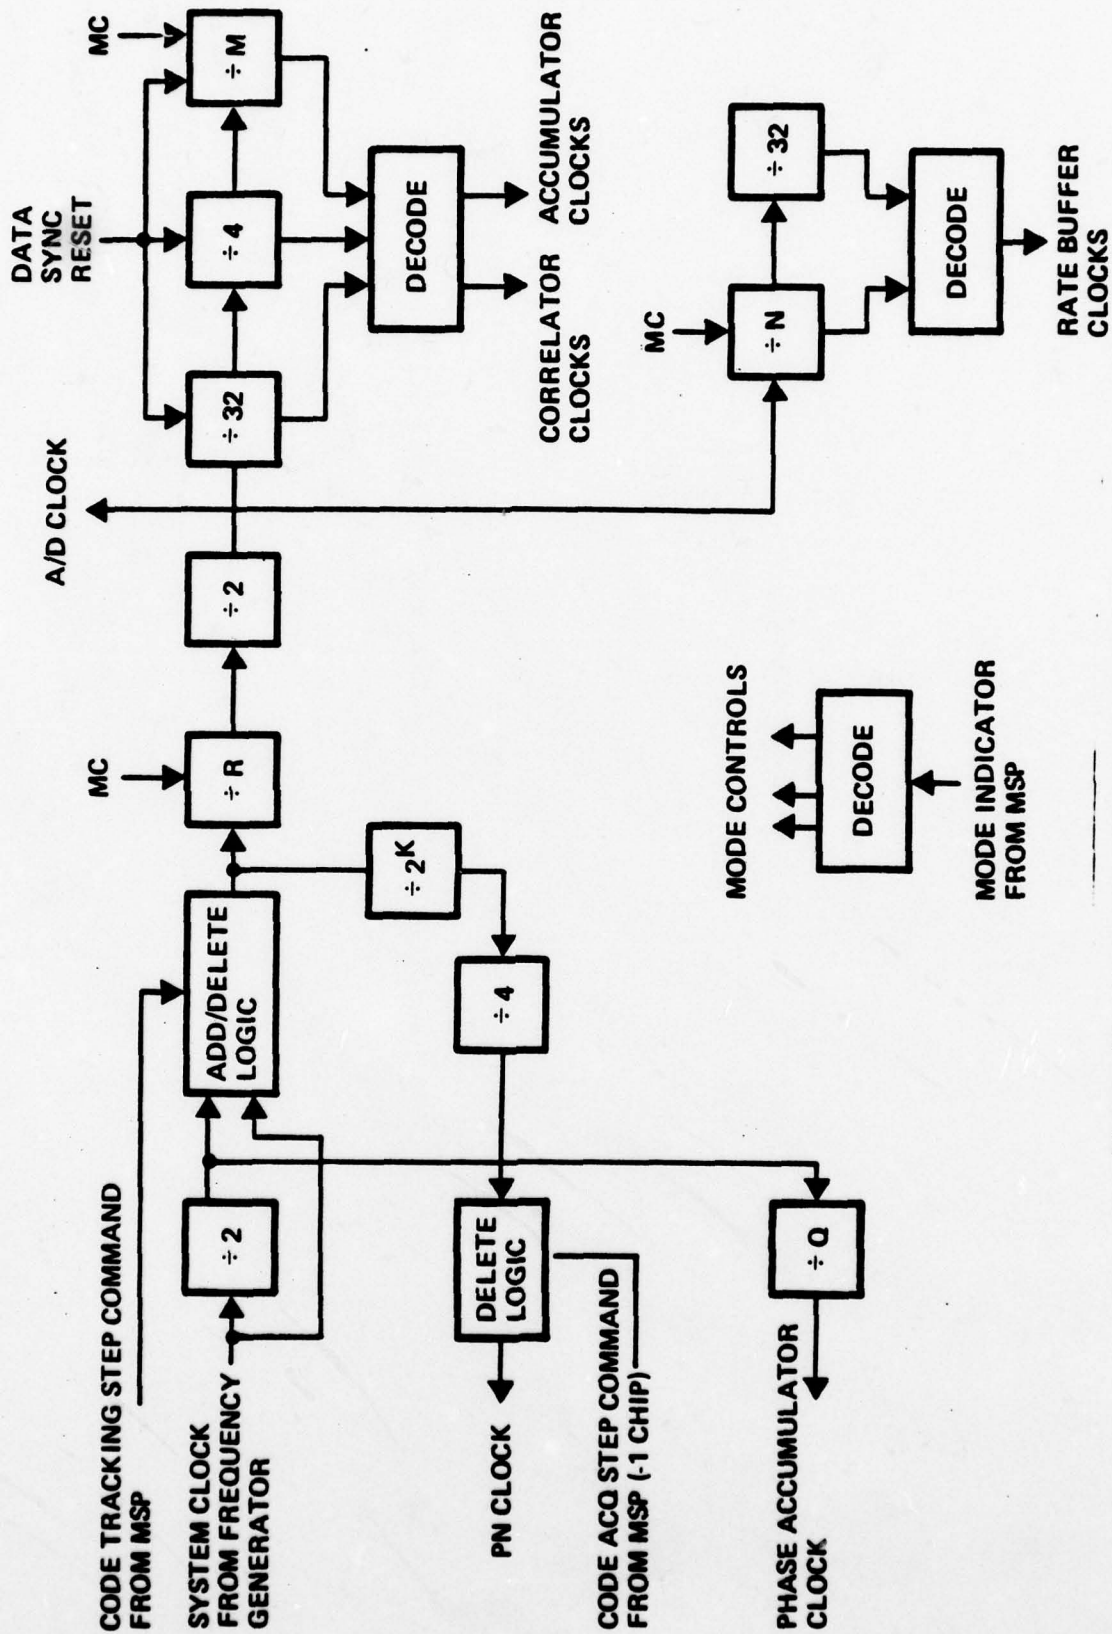 CODE TRACKING STEP COMMAND
FROM MSP
SYSTEM CLOCK
FROM FREQUENCY
GENERATOR
÷ 2
ADD/DELETE
LOGIC
MC
÷ R
÷ 2
A/D CLOCK
DATA
SYNC
RESET
MC
÷ 32
÷ 4
÷ M
DECODE
CORRELATOR
CLOCKS
ACCUMULATOR
CLOCKS
÷ 2K
÷ 4
DELETE
LOGIC
PN CLOCK
CODE ACQ STEP COMMAND
FROM MSP (-1 CHIP)
÷ Q
PHASE ACCUMULATOR
CLOCK
MODE CONTROLS
DECODE
MODE INDICATOR
FROM MSP
MC
÷ N
÷ 32
DECODE
RATE BUFFER
CLOCKS